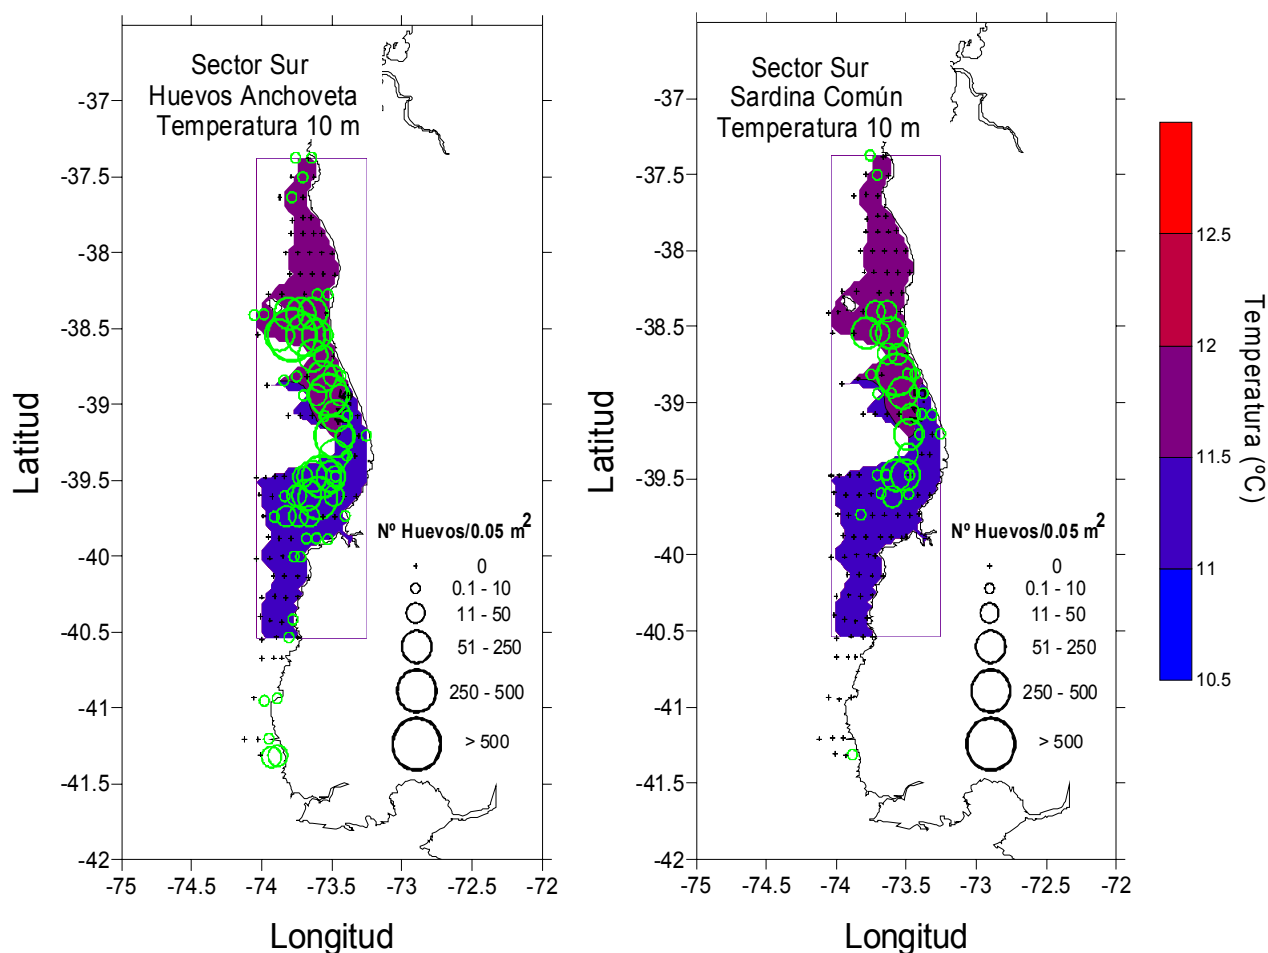 Sector Sur
Huevos Anchoveta
Temperatura 10 m
-37
-37.5
-38
-38.5
-39
-39.5
-40
-40.5
-41
-41.5
-42
Latitud
Nº Huevos/0.05 m2
0
0.1 - 10
11 - 50
51 - 250
250 - 500
> 500
-75
-74.5
-74
-73.5
-73
-72.5
-72
Longitud
Sector Sur
Sardina Común
Temperatura 10 m
-37
-37.5
-38
-38.5
-39
-39.5
-40
-40.5
-41
-41.5
-42
Latitud
Nº Huevos/0.05 m2
0
0.1 - 10
11 - 50
51 - 250
250 - 500
> 500
-75
-74.5
-74
-73.5
-73
-72.5
-72
Longitud
12.5
12
11.5
11
10.5
Temperatura (ºC)